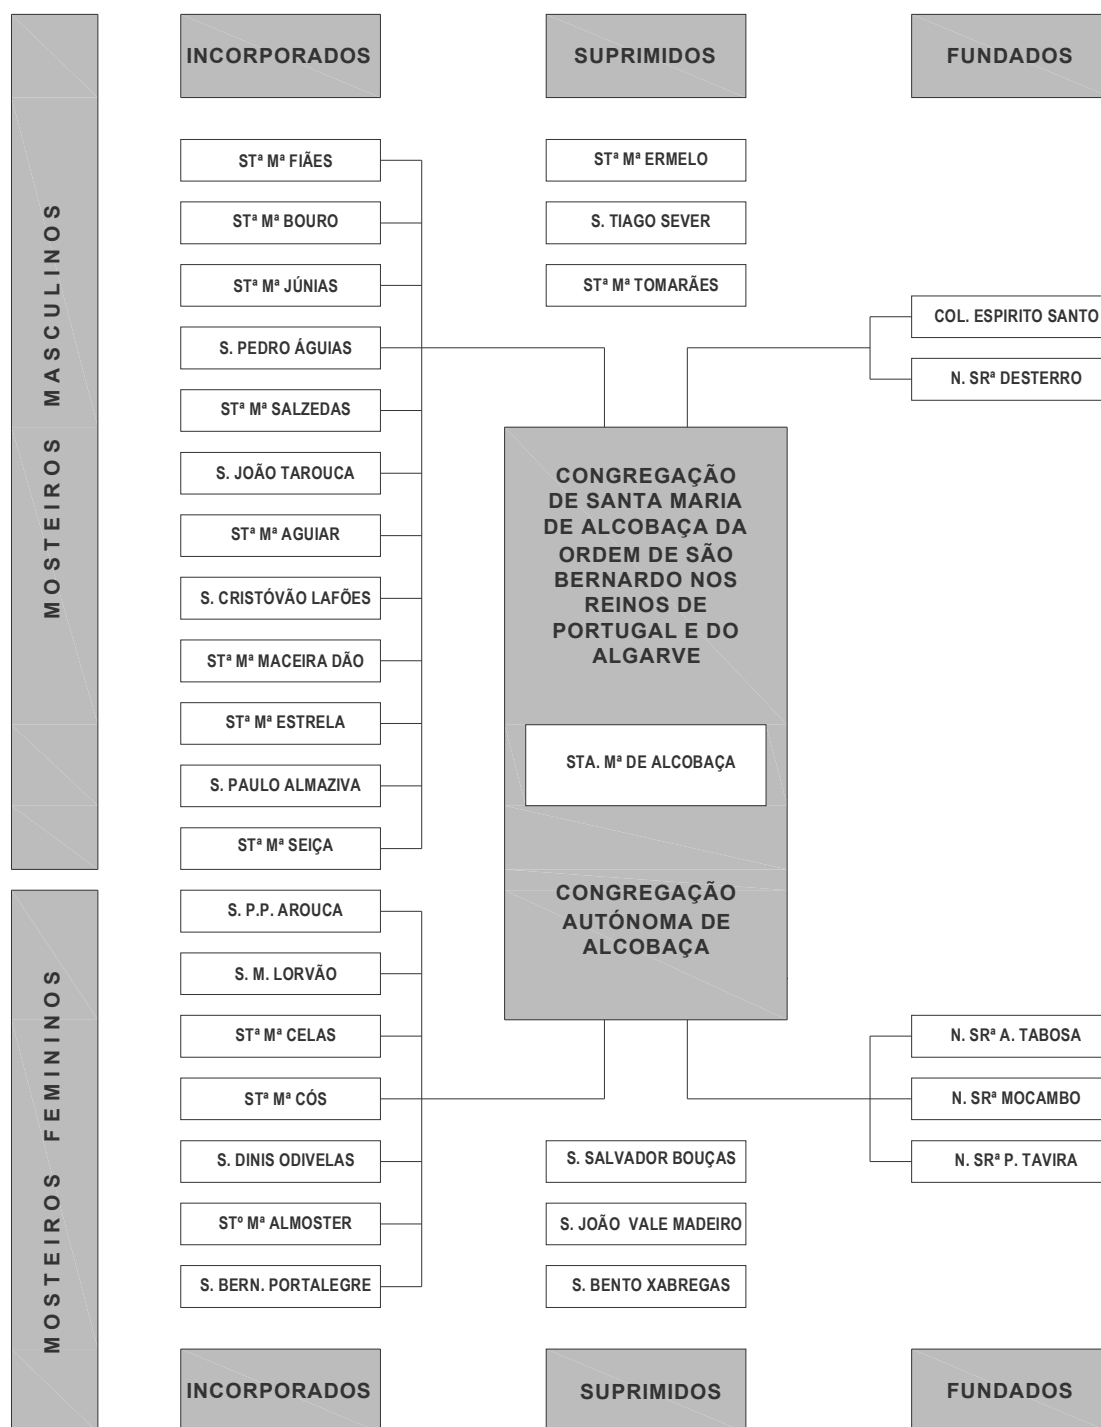 INCORPORADOS
SUPRIMIDOS
FUNDADOS
MOSTEIROS MASCULINOS
STª Mª FIÃES
STª Mª BOURO
STª Mª JÚNIAS
S. PEDRO ÁGUIAS
STª Mª SALZEDAS
S. JOÃO TAROUCA
STª Mª AGUIAR
S. CRISTÓVÃO LAFÕES
STª Mª MACEIRA DÃO
STª Mª ESTRELA
S. PAULO ALMAZIVA
STª Mª SEIÇA
STª Mª ERMELO
S. TIAGO SEVER
STª Mª TOMARÃES
COL. ESPIRITO SANTO
N. SRª DESTERRO
CONGREGAÇÃO
DE SANTA MARIA
DE ALCOBAÇA DA
ORDEM DE SÃO
BERNARDO NOS
REINOS DE
PORTUGAL E DO
ALGARVE
STA. Mª DE ALCOBAÇA
CONGREGAÇÃO
AUTÓNOMA DE
ALCOBAÇA
MOSTEIROS FEMININOS
S. P.P. AROUCA
S. M. LORVÃO
STª Mª CELAS
STª Mª CÓS
S. DINIS ODIVELAS
STº Mª ALMOSTER
S. BERN. PORTALEGRE
S. SALVADOR BOUÇAS
S. JOÃO VALE MADEIRO
S. BENTO XABREGAS
N. SRª A. TABOSA
N. SRª MOCAMBO
N. SRª P. TAVIRA
INCORPORADOS
SUPRIMIDOS
FUNDADOS